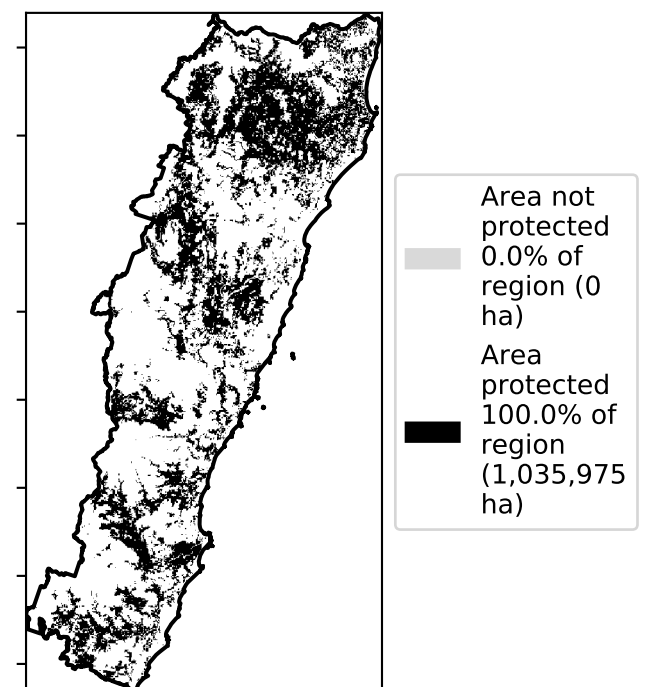 Area not
protected
0.0% of
region (0
ha)
Area
protected
100.0% of
region
(1,035,975
ha)